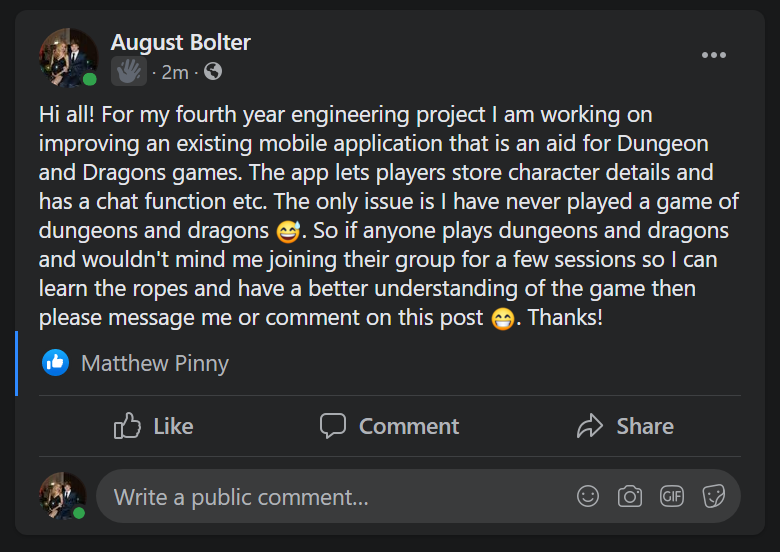 August Bolter
· 2m ·
Hi all! For my fourth year engineering project I am working on
improving an existing mobile application that is an aid for Dungeon
and Dragons games. The app lets players store character details and
has a chat function etc. The only issue is I have never played a game of
dungeons and dragons 😅. So if anyone plays dungeons and dragons
and wouldn't mind me joining their group for a few sessions so I can
learn the ropes and have a better understanding of the game then
please message me or comment on this post 😁. Thanks!
Matthew Pinny
Like Comment Share
Write a public comment... GIF